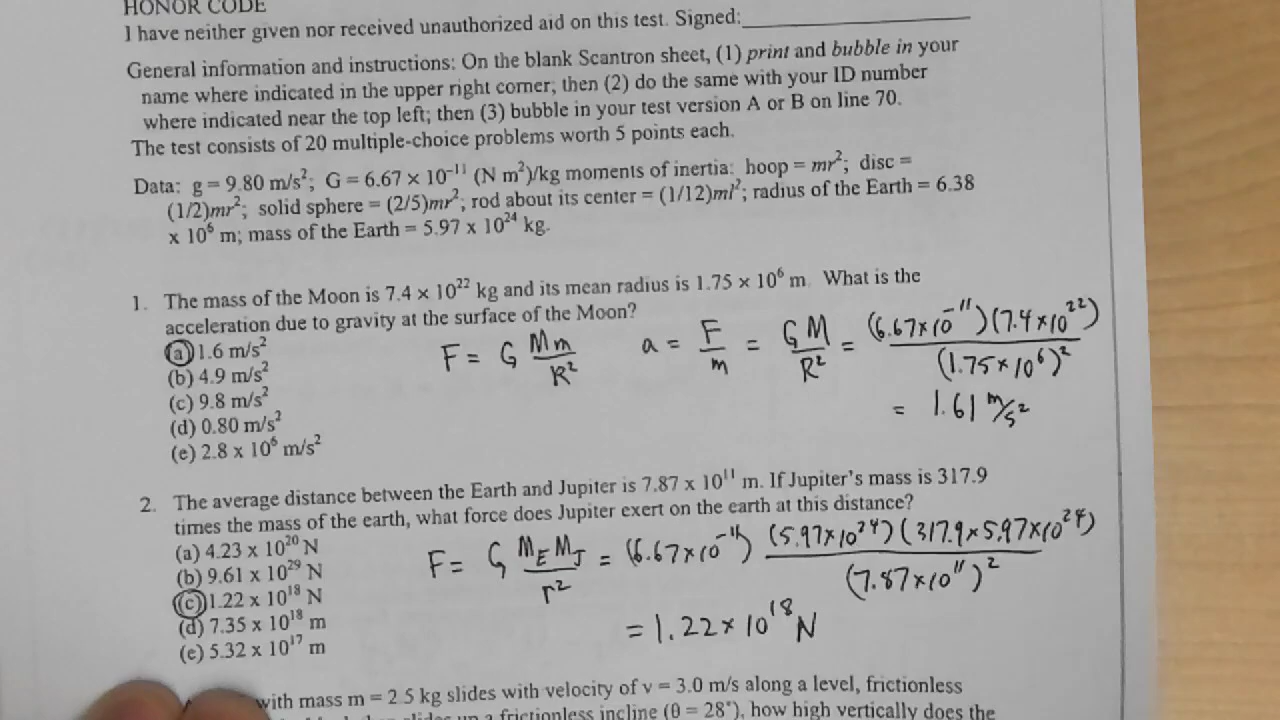 HONOR CODE
I have neither given nor received unauthorized aid on this test. Signed:
General information and instructions: On the blank Scantron sheet, (1) print and bubble in your
name where indicated in the upper right corner; then (2) do the same with your ID number
where indicated near the top left; then (3) bubble in your test version A or B on line 70.
The test consists of 20 multiple-choice problems worth 5 points each.
Data: g = 9.80 m/s²; G = 6.67 × 10⁻¹¹ (N m²)/kg moments of inertia: hoop = mr²; disc =
(1/2)mr²; solid sphere = (2/5)mr²; rod about its center = (1/12)ml²; radius of the Earth = 6.38
x 10⁶ m; mass of the Earth = 5.97 x 10²⁴ kg.
1. The mass of the Moon is 7.4 × 10²² kg and its mean radius is 1.75 × 10⁶ m. What is the
acceleration due to gravity at the surface of the Moon?
(a) 1.6 m/s²
(b) 4.9 m/s²
(c) 9.8 m/s²
(d) 0.80 m/s²
(e) 2.8 x 10⁶ m/s²
F = G Mm/R² a = F/m = GM/R² = (6.67×10⁻¹¹)(7.4×10²²)/(1.75×10⁶)²
= 1.61 m/s²
2. The average distance between the Earth and Jupiter is 7.87 x 10¹¹ m. If Jupiter's mass is 317.9
times the mass of the earth, what force does Jupiter exert on the earth at this distance?
(a) 4.23 x 10²⁰ N
(b) 9.61 x 10²⁹ N
(c) 1.22 x 10¹⁸ N
(d) 7.35 x 10¹⁸ m
(e) 5.32 x 10¹⁷ m
F = G M_E M_J/r² = (6.67×10⁻¹¹) (5.97×10²⁴)(317.9×5.97×10²⁴)/(7.87×10¹¹)²
= 1.22×10¹⁸ N
with mass m = 2.5 kg slides with velocity of v = 3.0 m/s along a level, frictionless
slides up a frictionless incline (θ = 28°), how high vertically does the